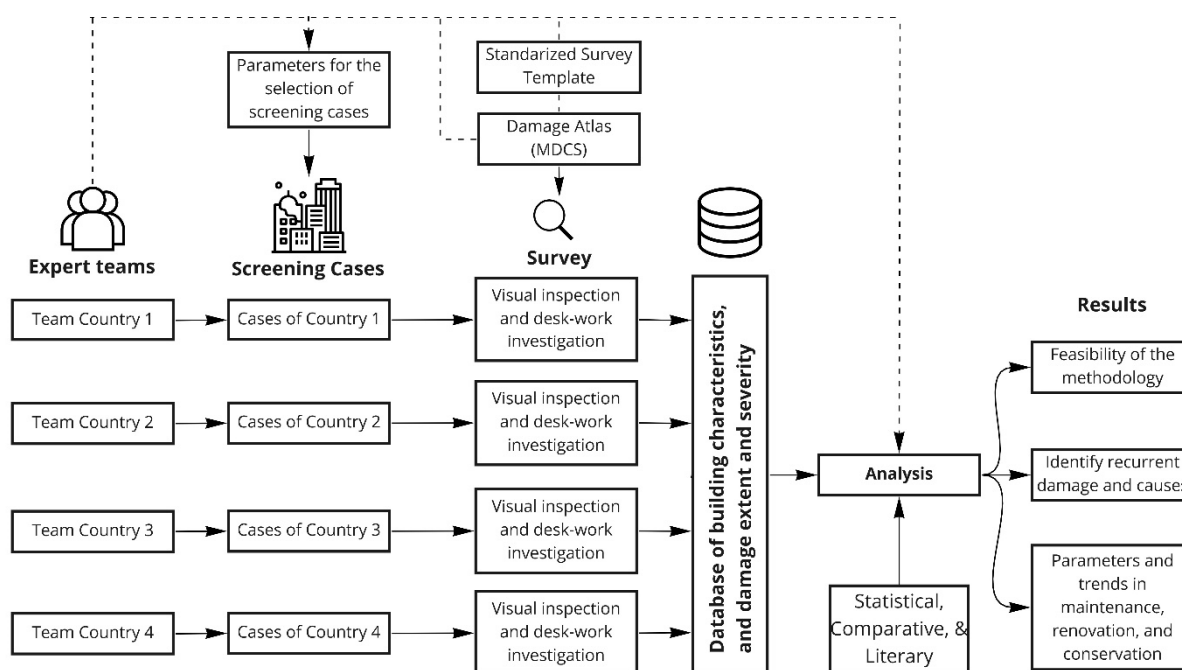 Parameters for the
selection of
screening cases
Standarized Survey
Template
Damage Atlas
(MDCS)
Expert teams
Screening Cases
Survey
Team Country 1
Cases of Country 1
Visual inspection
and desk-work
investigation
Team Country 2
Cases of Country 2
Visual inspection
and desk-work
investigation
Team Country 3
Cases of Country 3
Visual inspection
and desk-work
investigation
Team Country 4
Cases of Country 4
Visual inspection
and desk-work
investigation
Database of building characteristics,
and damage extent and severity
Analysis
Statistical,
Comparative, &
Literary
Results
Feasibility of the
methodology
Identify recurrent
damage and causes
Parameters and
trends in
maintenance,
renovation, and
conservation